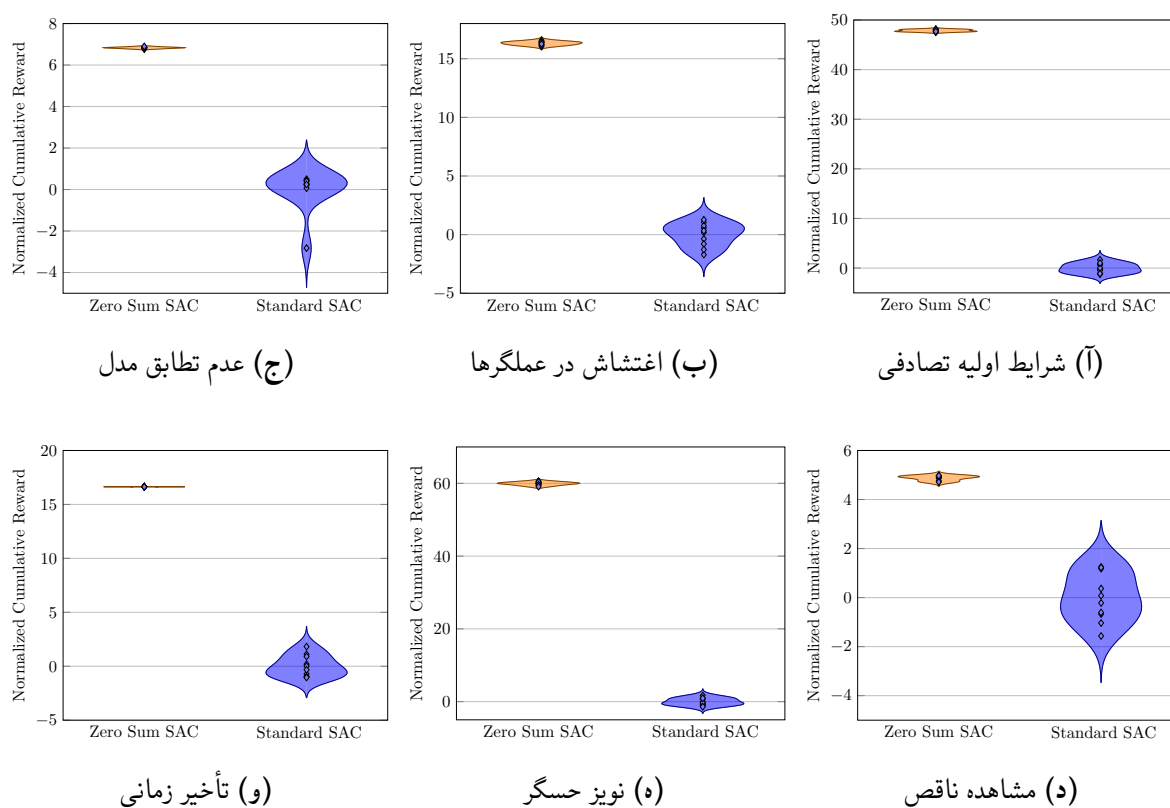 Normalized Cumulative Reward
50
40
30
20
10
0
Zero Sum SAC
Standard SAC
(آ) شرایط اولیه تصادفی
Normalized Cumulative Reward
15
10
5
0
−5
Zero Sum SAC
Standard SAC
(ب) اغتشاش در عملگرها
Normalized Cumulative Reward
8
6
4
2
0
−2
−4
Zero Sum SAC
Standard SAC
(ج) عدم تطابق مدل
Normalized Cumulative Reward
6
4
2
0
−2
−4
Zero Sum SAC
Standard SAC
(د) مشاهده ناقص
Normalized Cumulative Reward
60
40
20
0
Zero Sum SAC
Standard SAC
(ه) نویز حسگر
Normalized Cumulative Reward
20
15
10
5
0
−5
Zero Sum SAC
Standard SAC
(و) تأخیر زمانی